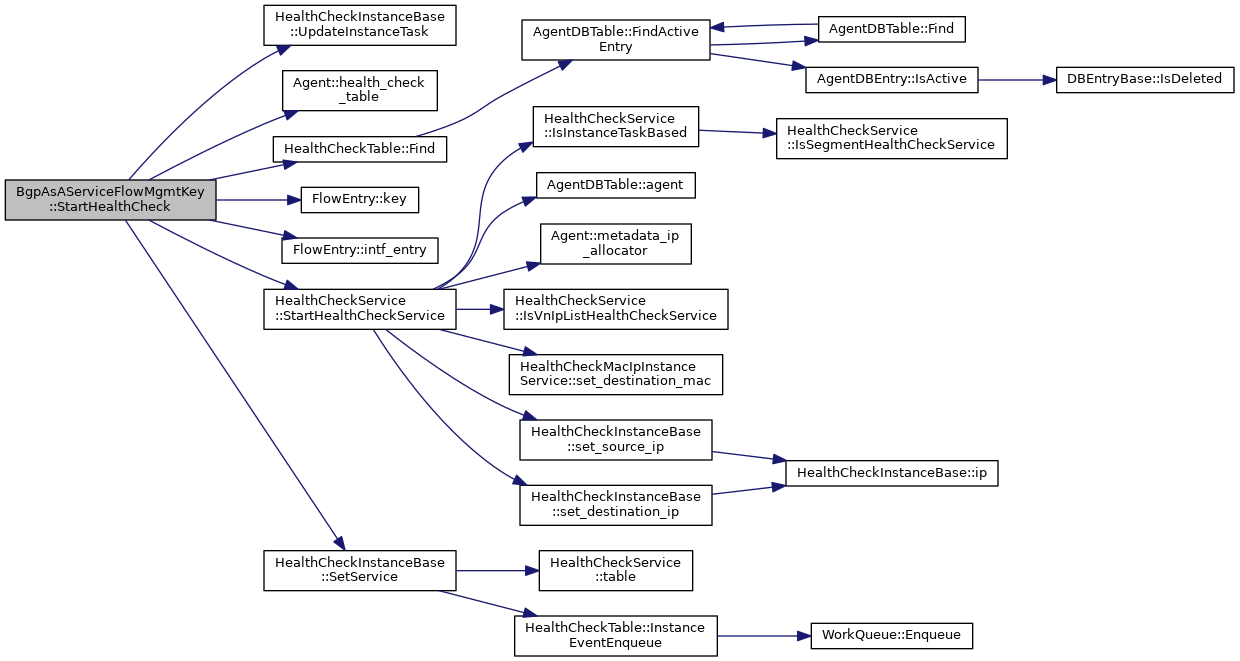 BgpAsAServiceFlowMgmtKey
::StartHealthCheck
HealthCheckInstanceBase
::UpdateInstanceTask
Agent::health_check
_table
HealthCheckTable::Find
FlowEntry::key
FlowEntry::intf_entry
HealthCheckService
::StartHealthCheckService
HealthCheckInstanceBase
::SetService
AgentDBTable::FindActive
Entry
AgentDBTable::Find
AgentDBEntry::IsActive
DBEntryBase::IsDeleted
HealthCheckService
::IsInstanceTaskBased
HealthCheckService
::IsSegmentHealthCheckService
AgentDBTable::agent
Agent::metadata_ip
_allocator
HealthCheckService
::IsVnIpListHealthCheckService
HealthCheckMacIpInstance
Service::set_destination_mac
HealthCheckInstanceBase
::set_source_ip
HealthCheckInstanceBase::ip
HealthCheckInstanceBase
::set_destination_ip
HealthCheckService
::table
HealthCheckTable::Instance
EventEnqueue
WorkQueue::Enqueue